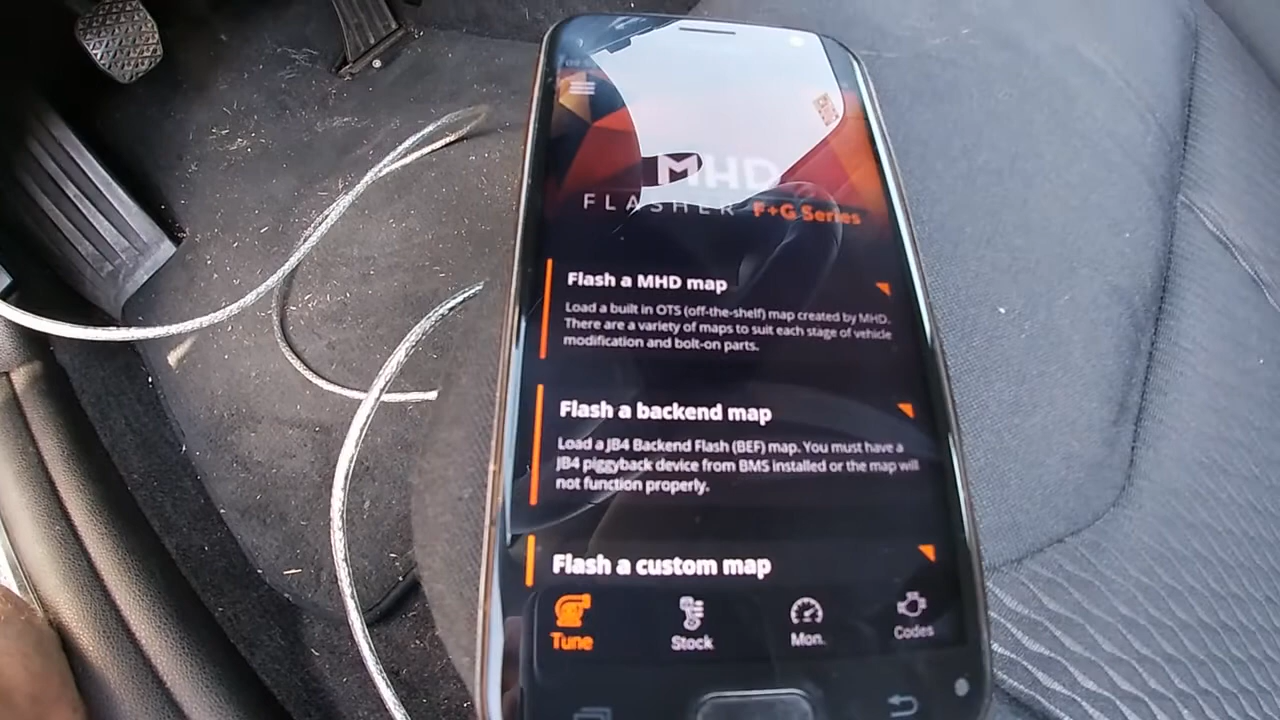 MHD
FLASHER F+G Series
Flash a MHD map
Load a built in OTS (off-the-shelf) map created by MHD.
There are a variety of maps to suit each stage of vehicle
modification and bolt-on parts.
Flash a backend map
Load a JB4 Backend Flash (BEF) map. You must have a
JB4 piggyback device from BMS installed or the map will
not function properly.
Flash a custom map
Tune Stock Mon. Codes